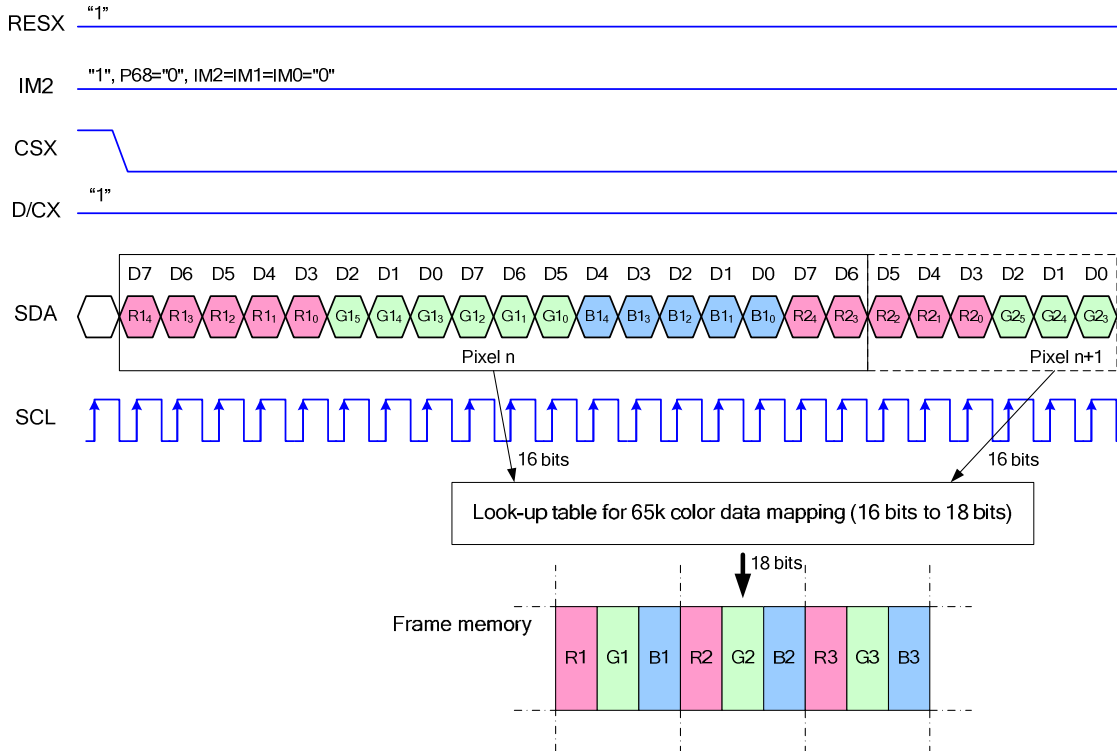 RESX “1”
IM2 "1", P68="0", IM2=IM1=IM0="0"
CSX
D/CX “1”
D7 D6 D5 D4 D3 D2 D1 D0 D7 D6 D5 D4 D3 D2 D1 D0 D7 D6 D5 D4 D3 D2 D1 D0
SDA R14 R13 R12 R11 R10 G15 G14 G13 G12 G11 G10 B14 B13 B12 B11 B10 R24 R23 R22 R21 R20 G25 G24 G23
Pixel n Pixel n+1
SCL
16 bits 16 bits
Look-up table for 65k color data mapping (16 bits to 18 bits)
18 bits
Frame memory
R1 G1 B1 R2 G2 B2 R3 G3 B3